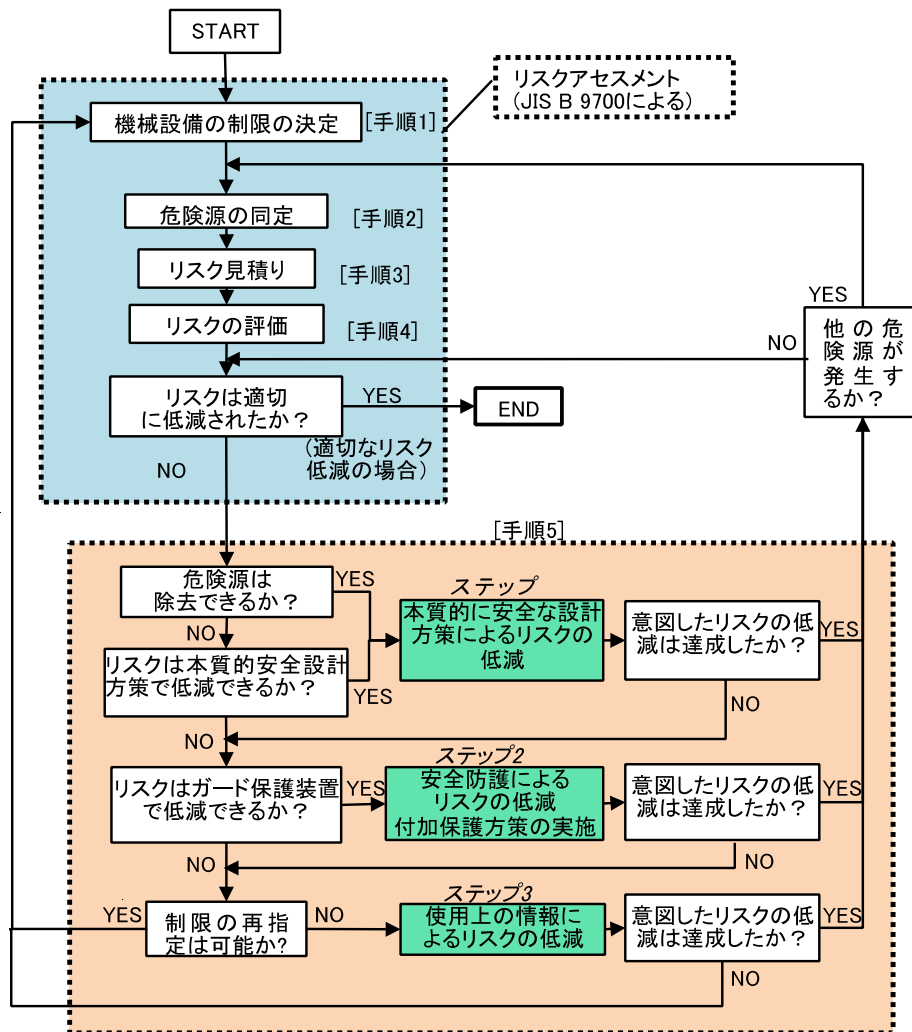 START
リスクアセスメント
(JIS B 9700による)
機械設備の制限の決定
[手順1]
危険源の同定
[手順2]
リスク見積り
[手順3]
リスクの評価
[手順4]
リスクは適切
に低減されたか？
YES
END
(適切なリスク
低減の場合)
NO
YES
他の危
険源が
発生す
るか？
NO
[手順5]
危険源は
除去できるか？
YES
NO
リスクは本質的安全設計
方策で低減できるか？
YES
NO
ステップ
本質的に安全な設計
方策によるリスクの
低減
意図したリスクの低
減は達成したか？
YES
NO
リスクはガード保護装置
で低減できるか？
YES
NO
ステップ2
安全防護による
リスクの低減
付加保護方策の実施
意図したリスクの低
減は達成したか？
YES
NO
YES
制限の再指
定は可能か?
NO
ステップ3
使用上の情報に
よるリスクの低減
意図したリスクの低
減は達成したか？
YES
NO